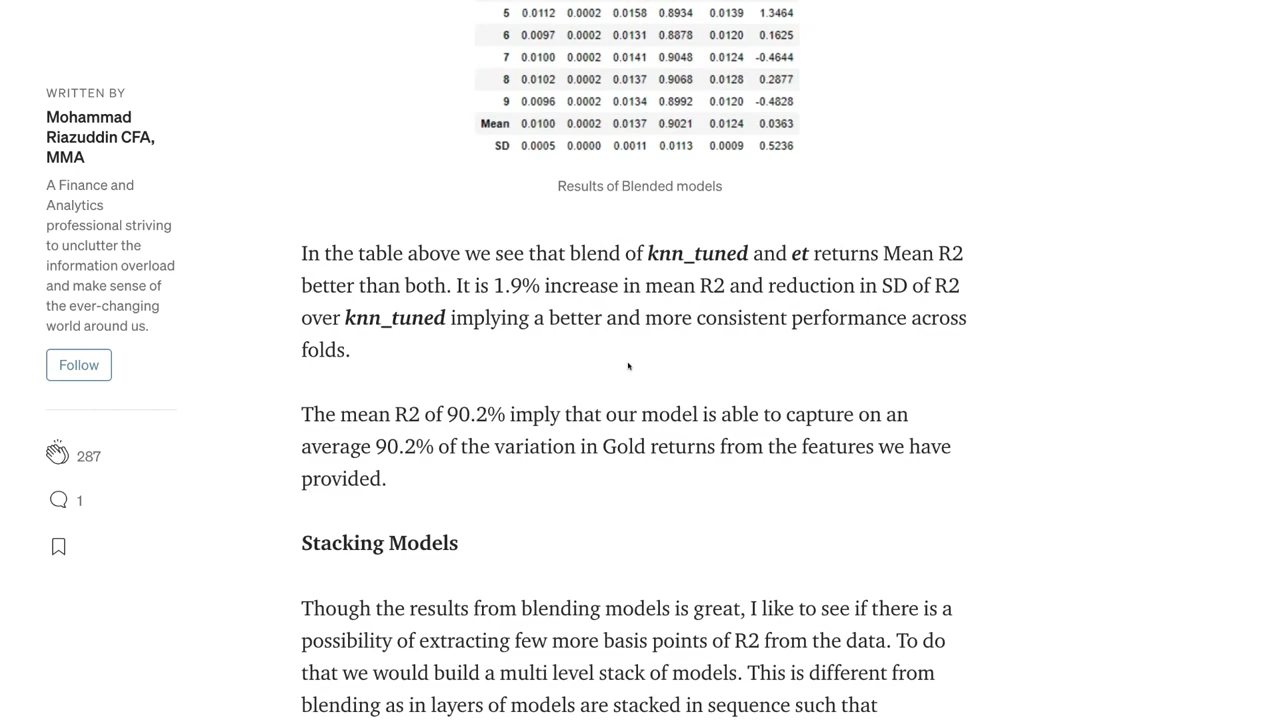 5 0.0112 0.0002 0.0158 0.8934 0.0139 1.3464
6 0.0097 0.0002 0.0131 0.8878 0.0120 0.1625
7 0.0100 0.0002 0.0141 0.9048 0.0124 -0.4644
8 0.0102 0.0002 0.0137 0.9068 0.0128 0.2877
9 0.0096 0.0002 0.0134 0.8992 0.0120 -0.4828
Mean 0.0100 0.0002 0.0137 0.9021 0.0124 0.0363
SD 0.0005 0.0000 0.0011 0.0113 0.0009 0.5236
Results of Blended models
WRITTEN BY
Mohammad
Riazuddin CFA,
MMA
A Finance and
Analytics
professional striving
to unclutter the
information overload
and make sense of
the ever-changing
world around us.
Follow
287
1
In the table above we see that blend of knn_tuned and et returns Mean R2
better than both. It is 1.9% increase in mean R2 and reduction in SD of R2
over knn_tuned implying a better and more consistent performance across
folds.
The mean R2 of 90.2% imply that our model is able to capture on an
average 90.2% of the variation in Gold returns from the features we have
provided.
Stacking Models
Though the results from blending models is great, I like to see if there is a
possibility of extracting few more basis points of R2 from the data. To do
that we would build a multi level stack of models. This is different from
blending as in layers of models are stacked in sequence such that